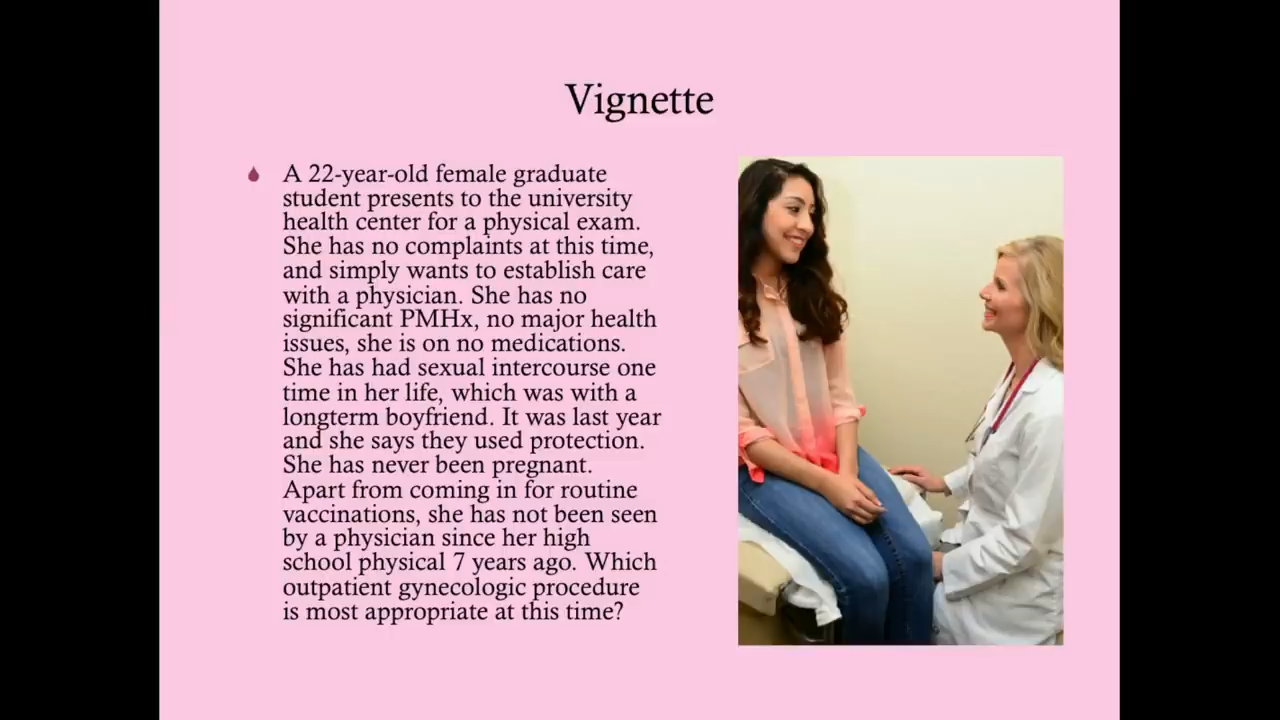 Vignette
A 22-year-old female graduate
student presents to the university
health center for a physical exam.
She has no complaints at this time,
and simply wants to establish care
with a physician. She has no
significant PMHx, no major health
issues, she is on no medications.
She has had sexual intercourse one
time in her life, which was with a
longterm boyfriend. It was last year
and she says they used protection.
She has never been pregnant.
Apart from coming in for routine
vaccinations, she has not been seen
by a physician since her high
school physical 7 years ago. Which
outpatient gynecologic procedure
is most appropriate at this time?